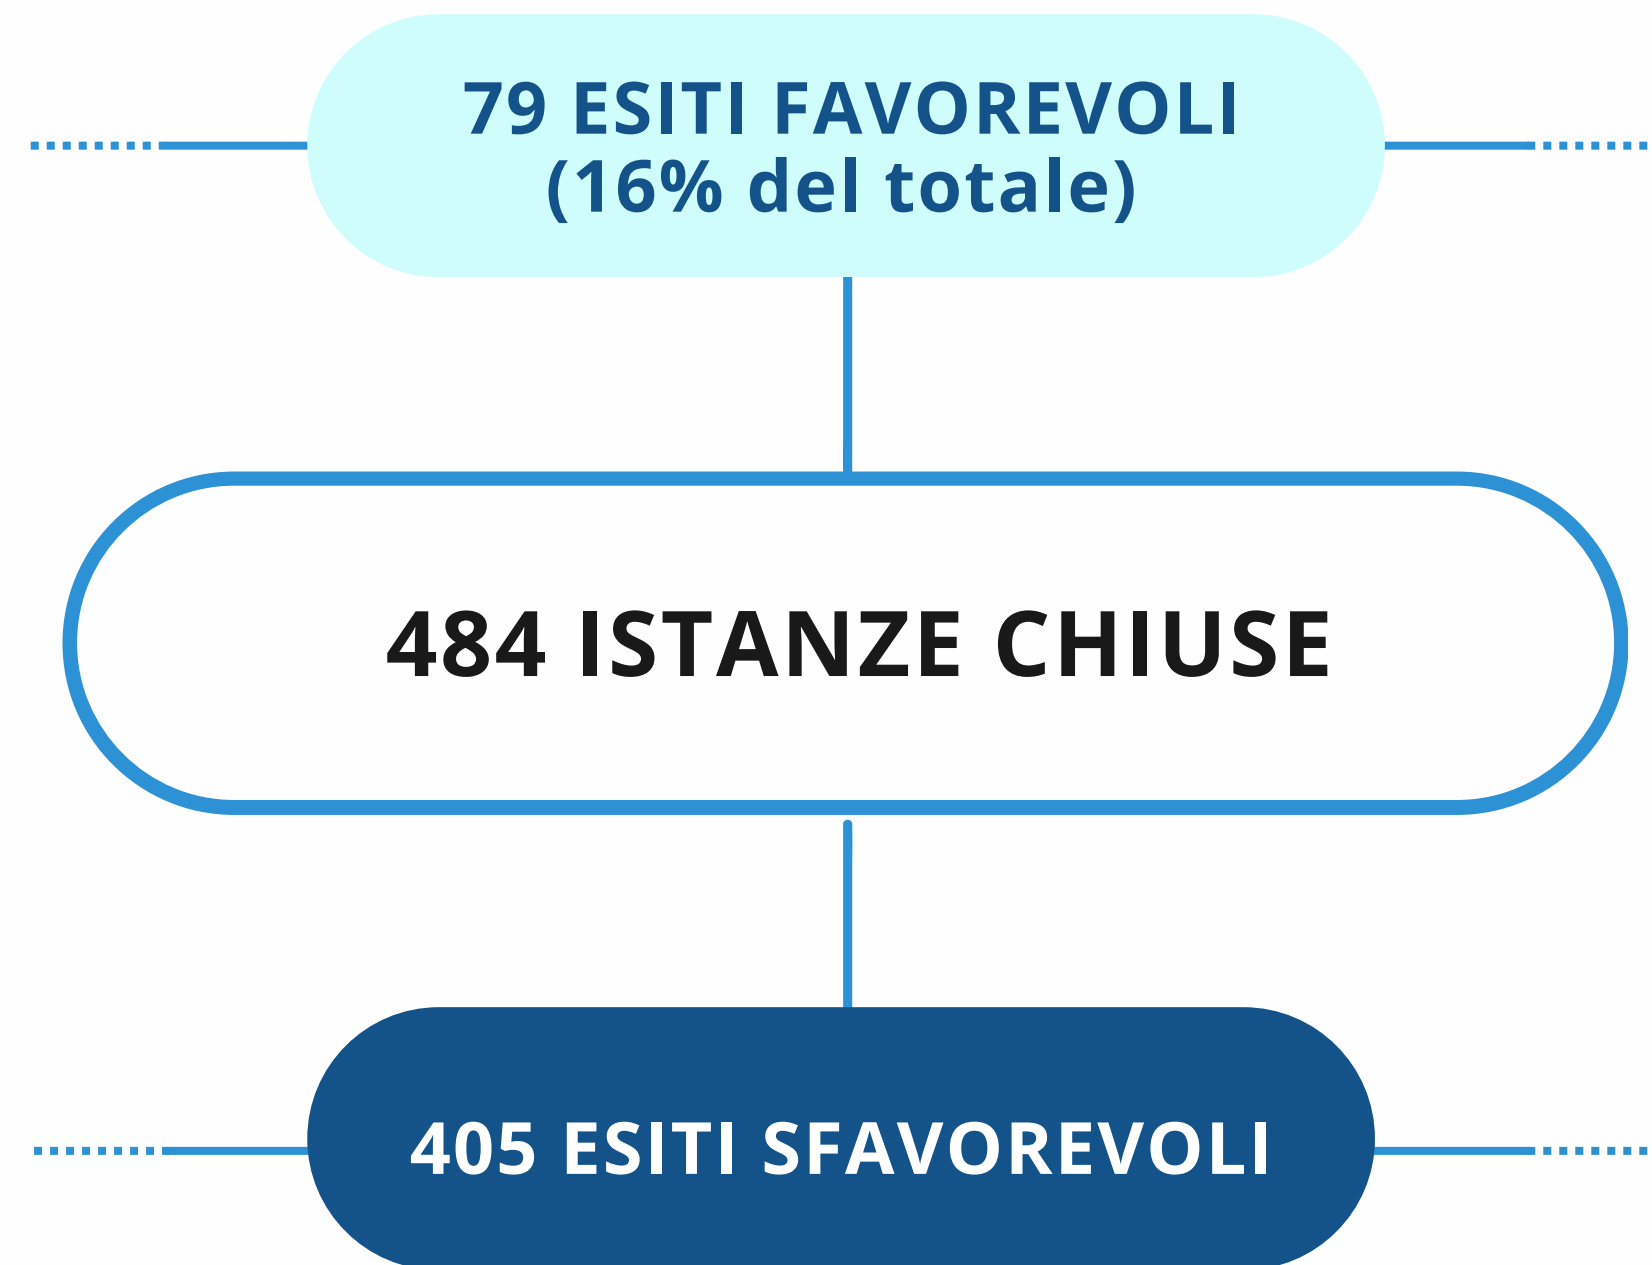 79 ESITI FAVOREVOLI
(16% del totale)
484 ISTANZE CHIUSE
405 ESITI SFAVOREVOLI